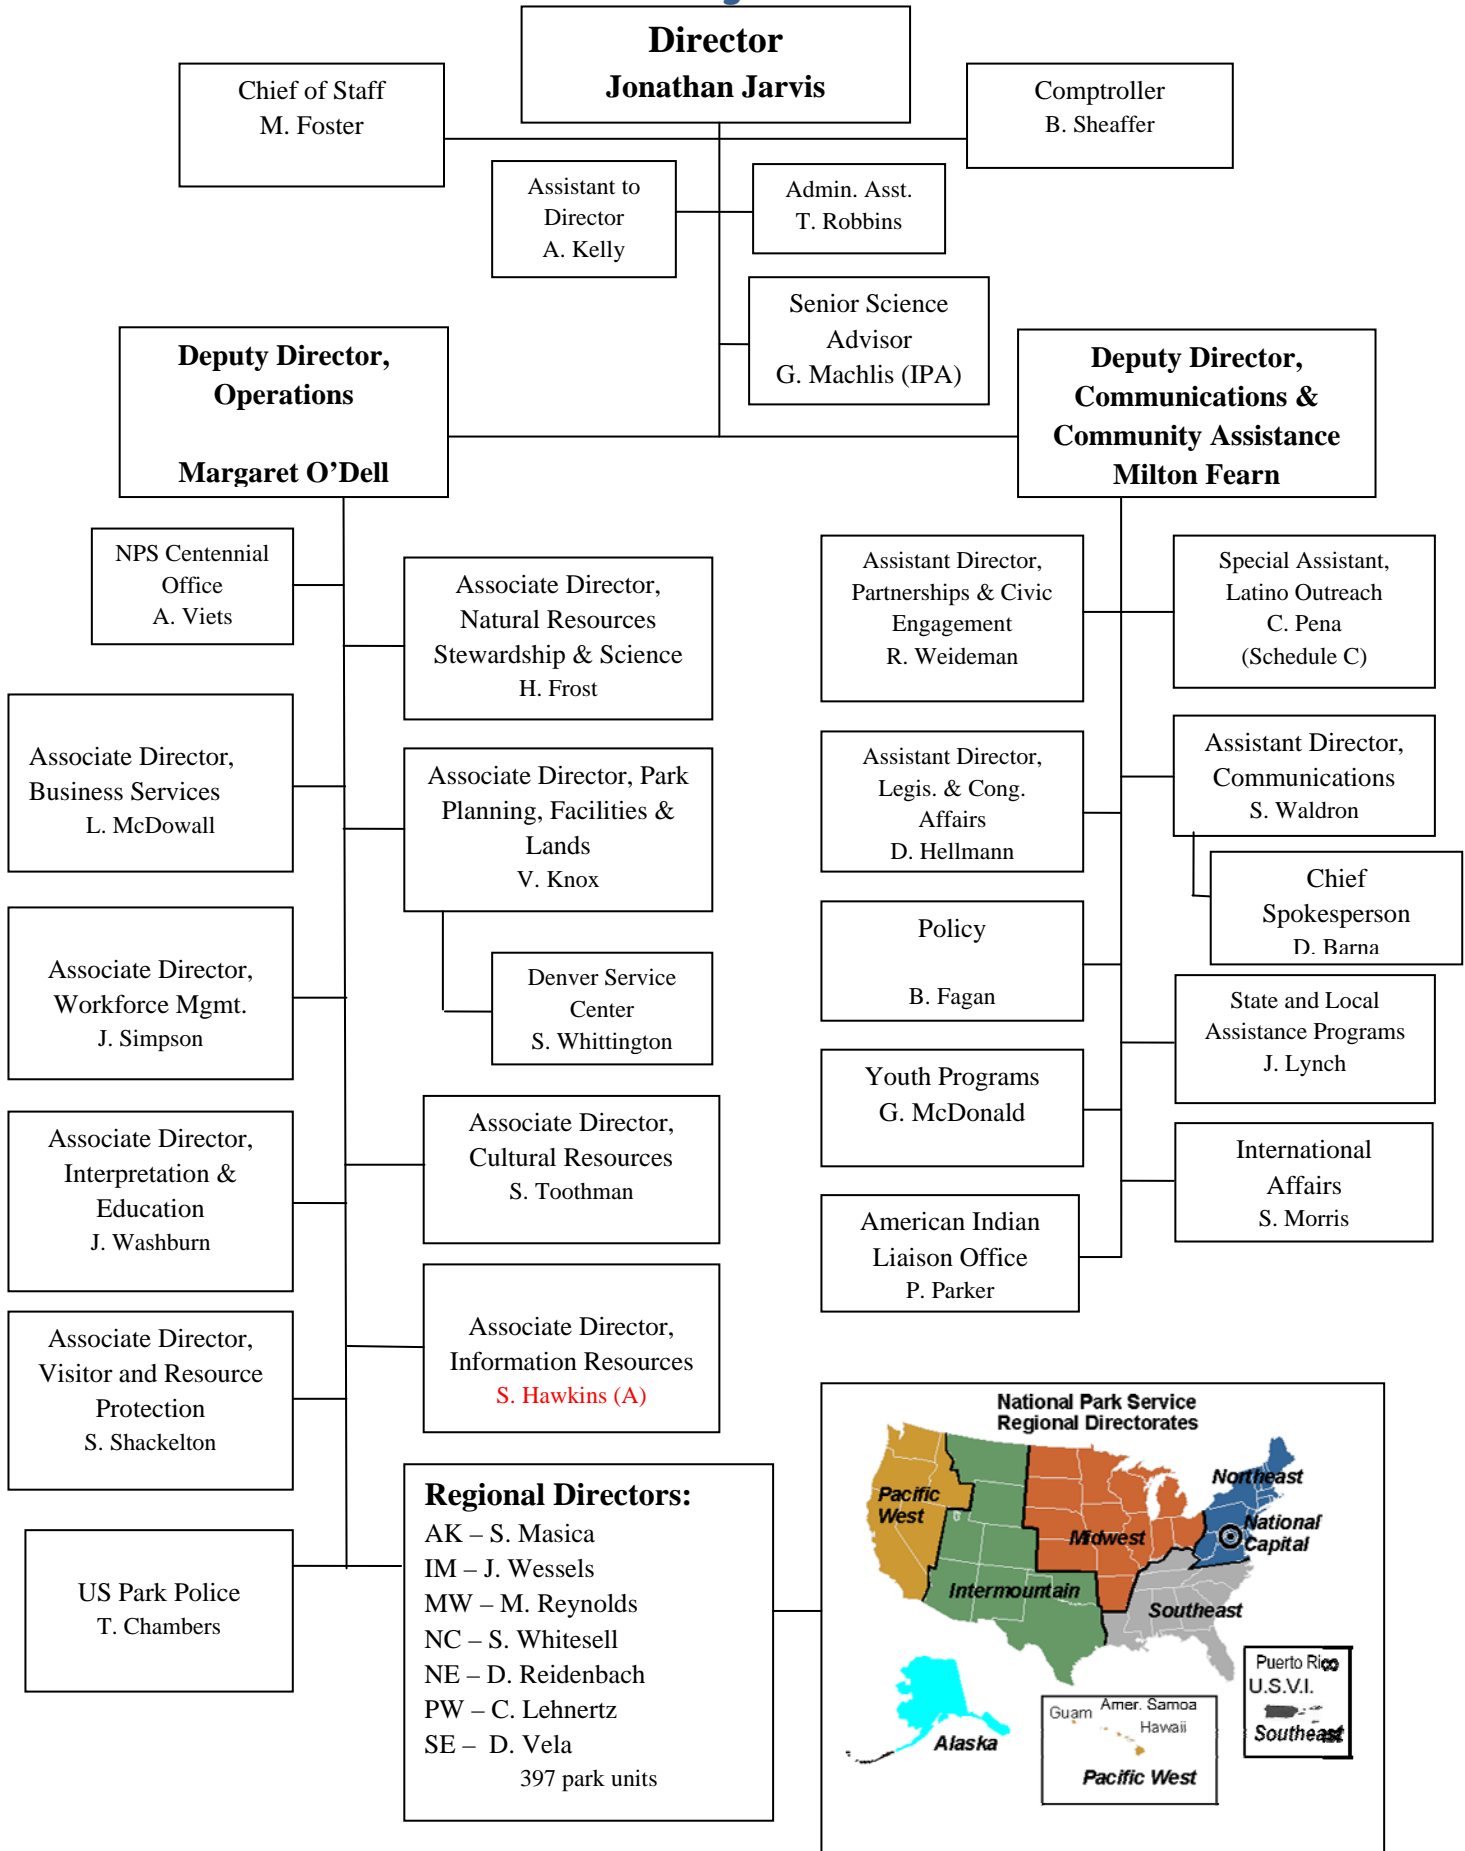 Director
Jonathan Jarvis
Chief of Staff
M. Foster
Comptroller
B. Sheaffer
Assistant to
Director
A. Kelly
Admin. Asst.
T. Robbins
Senior Science
Advisor
G. Machlis (IPA)
Deputy Director,
Operations
Margaret O’Dell
Deputy Director,
Communications &
Community Assistance
Milton Fearn
NPS Centennial
Office
A. Viets
Associate Director,
Natural Resources
Stewardship & Science
H. Frost
Associate Director,
Business Services
L. McDowall
Associate Director, Park
Planning, Facilities &
Lands
V. Knox
Associate Director,
Workforce Mgmt.
J. Simpson
Denver Service
Center
S. Whittington
Associate Director,
Interpretation &
Education
J. Washburn
Associate Director,
Cultural Resources
S. Toothman
Associate Director,
Visitor and Resource
Protection
S. Shackelton
Associate Director,
Information Resources
S. Hawkins (A)
US Park Police
T. Chambers
Regional Directors:
AK – S. Masica
IM – J. Wessels
MW – M. Reynolds
NC – S. Whitesell
NE – D. Reidenbach
PW – C. Lehnertz
SE – D. Vela
397 park units
Assistant Director,
Partnerships & Civic
Engagement
R. Weideman
Special Assistant,
Latino Outreach
C. Pena
(Schedule C)
Assistant Director,
Legis. & Cong.
Affairs
D. Hellmann
Assistant Director,
Communications
S. Waldron
Chief
Spokesperson
D. Barna
Policy
B. Fagan
State and Local
Assistance Programs
J. Lynch
Youth Programs
G. McDonald
International
Affairs
S. Morris
American Indian
Liaison Office
P. Parker
National Park Service
Regional Directorates
Pacific
West
Northeast
National
Capital
Midwest
Intermountain
Southeast
Alaska
Guam
Amer. Samoa
Hawaii
Pacific West
Puerto Rico
U.S.V.I.
Southeast